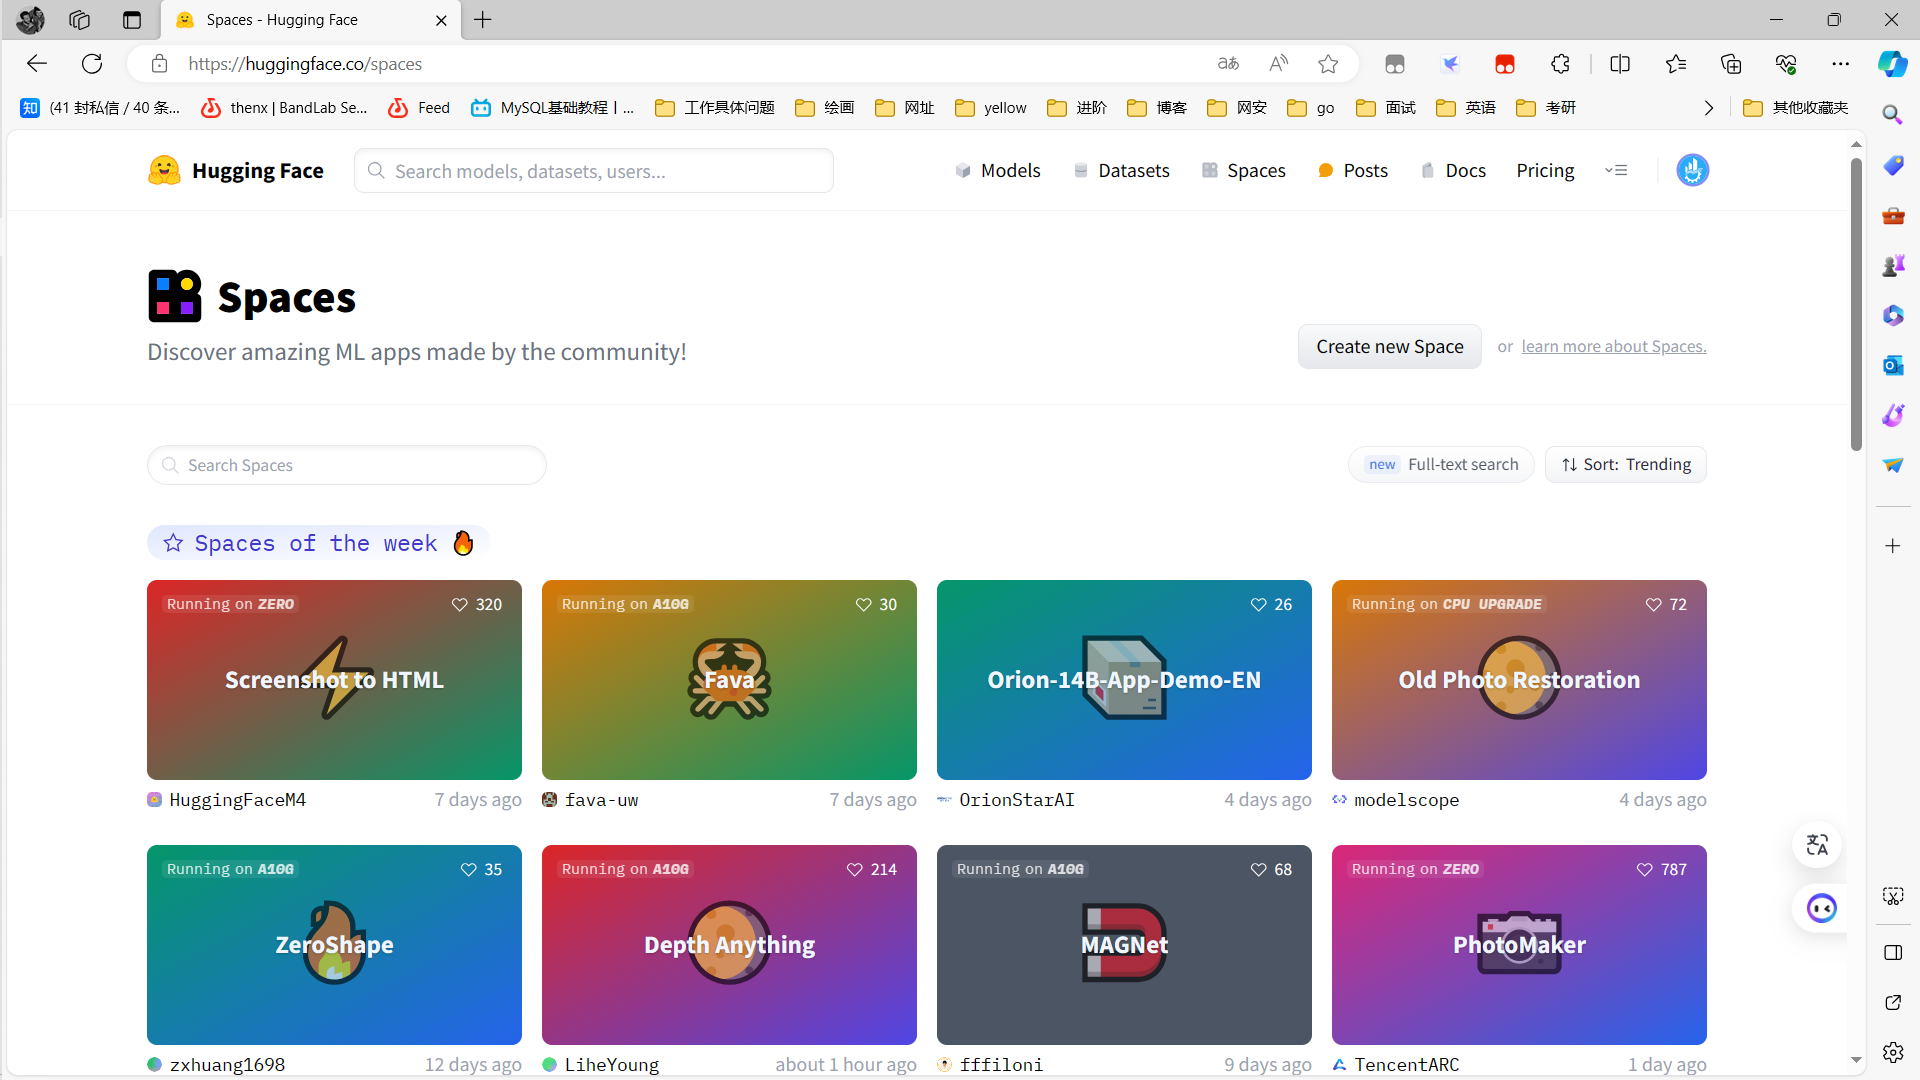 Spaces - Hugging Face
https://huggingface.co/spaces
知 (41 封私信 / 40 条...
thenx | BandLab Se...
Feed
MySQL基础教程丨...
工作具体问题
绘画
网址
yellow
进阶
博客
网安
go
面试
英语
考研
其他收藏夹
Hugging Face
Search models, datasets, users...
Models
Datasets
Spaces
Posts
Docs
Pricing
Spaces
Discover amazing ML apps made by the community!
Create new Space or learn more about Spaces.
Search Spaces
new Full-text search
Sort: Trending
Spaces of the week
Running on ZERO 320
Screenshot to HTML
HuggingFaceM4 7 days ago
Running on A10G 30
Fava
fava-uw 7 days ago
26
Orion-14B-App-Demo-EN
OrionStarAI 4 days ago
Running on CPU UPGRADE 72
Old Photo Restoration
modelscope 4 days ago
Running on A10G 35
ZeroShape
zxhuang1698 12 days ago
Running on A10G 214
Depth Anything
LiheYoung about 1 hour ago
Running on A10G 68
MAGNet
fffiloni 9 days ago
Running on ZERO 787
PhotoMaker
TencentARC 1 day ago